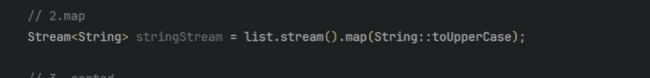 // 2.map
Stream<String> stringStream = list.stream().map(String::toUpperCase);